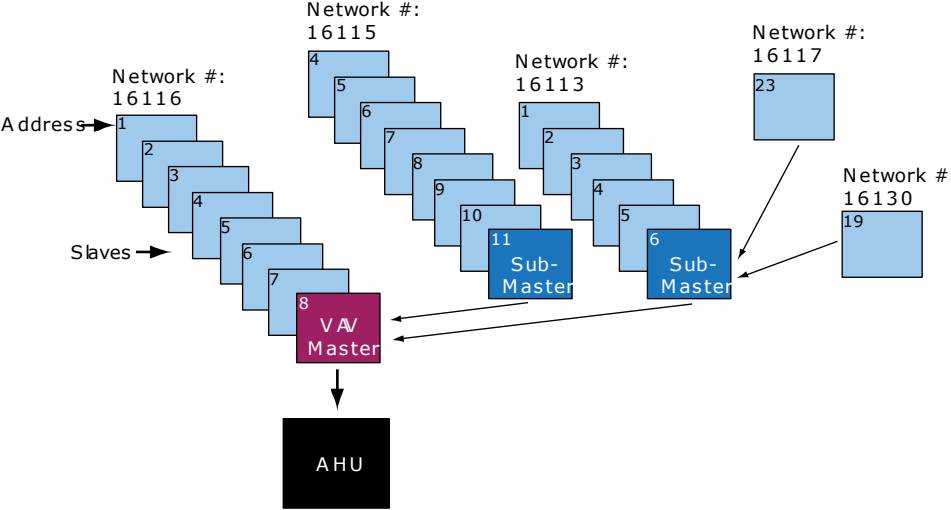 Network #:
16116
Address
1
2
3
4
5
6
7
8
VAV
Master
Slaves
Network #:
16115
4
5
6
7
8
9
10
11
Sub-
Master
Network #:
16113
1
2
3
4
5
6
Sub-
Master
Network #:
16117
23
Network #
16130
19
AHU